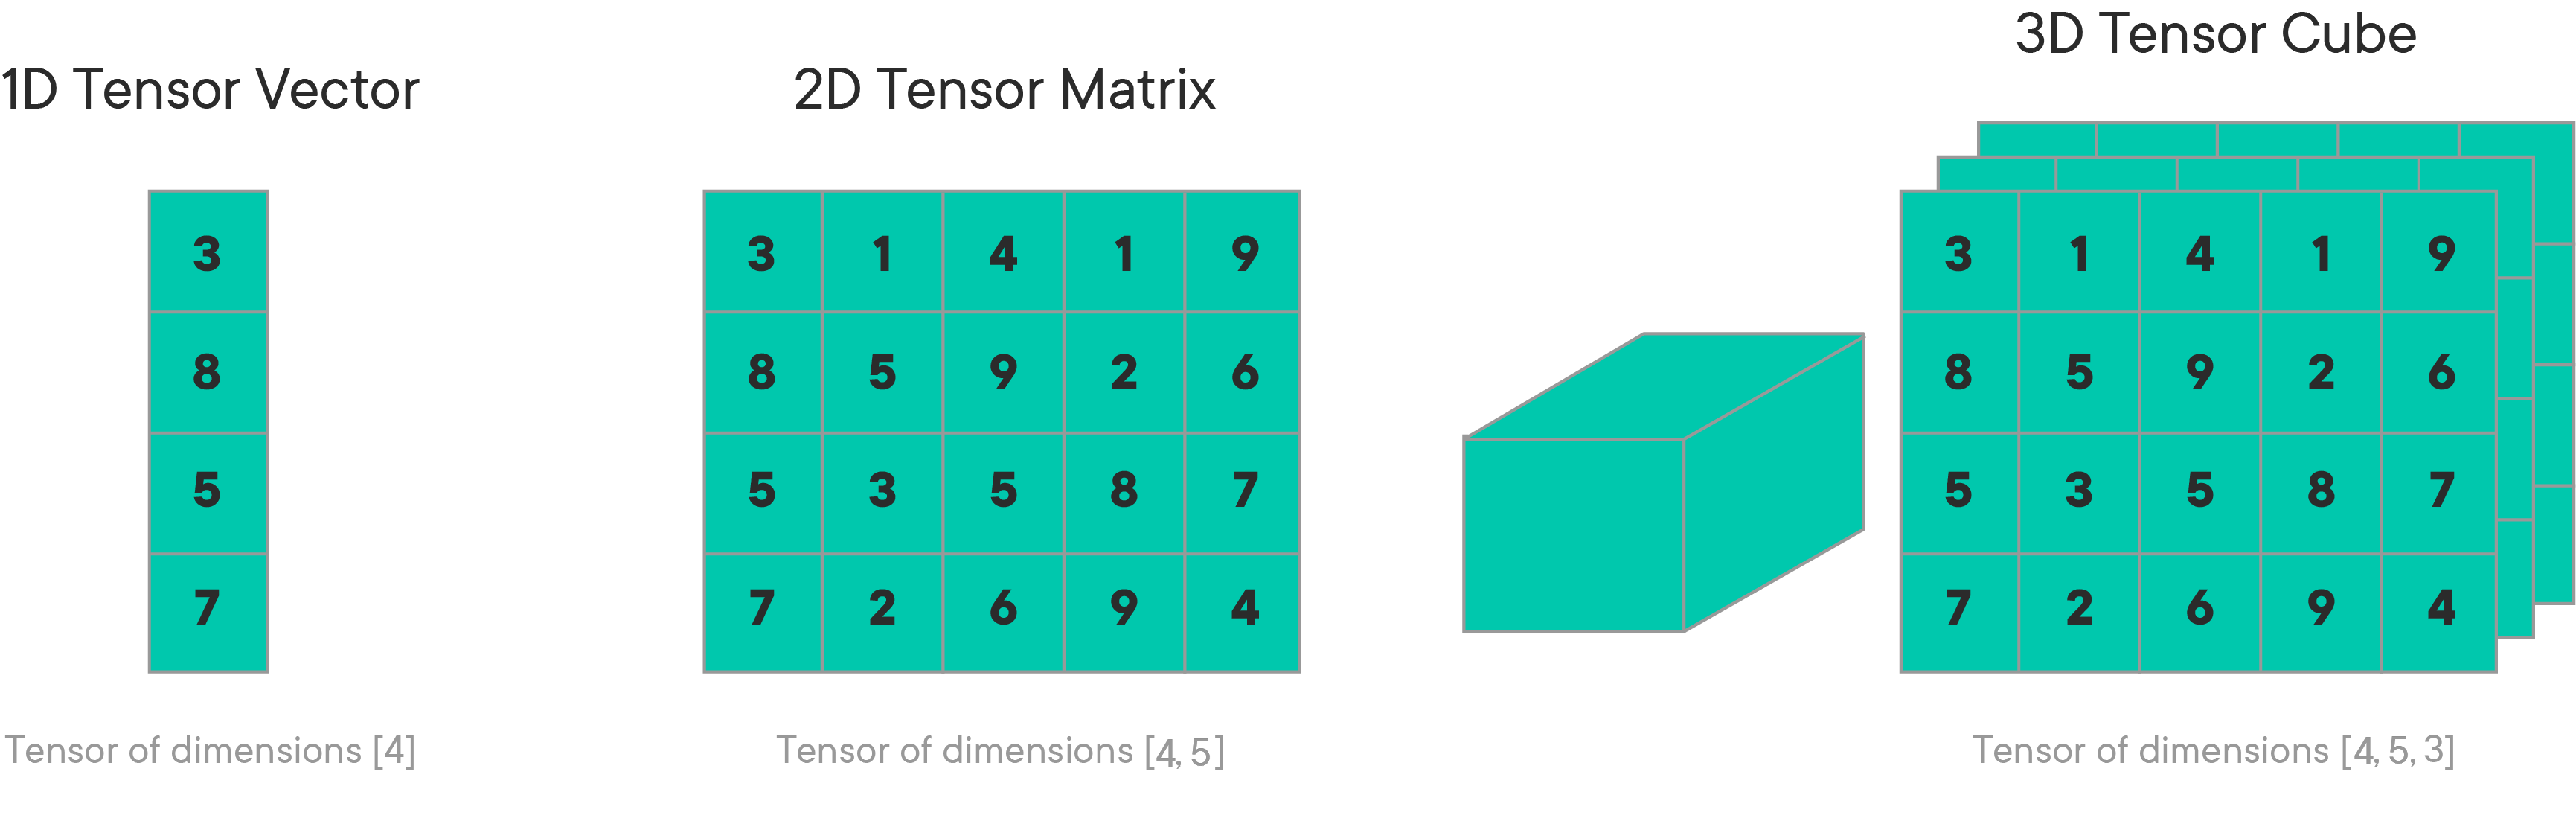 1D Tensor Vector
2D Tensor Matrix
3D Tensor Cube
3
8
5
7
3 1 4 1 9
8 5 9 2 6
5 3 5 8 7
7 2 6 9 4
3 1 4 1 9
8 5 9 2 6
5 3 5 8 7
7 2 6 9 4
Tensor of dimensions [4]
Tensor of dimensions [4, 5]
Tensor of dimensions [4, 5, 3]